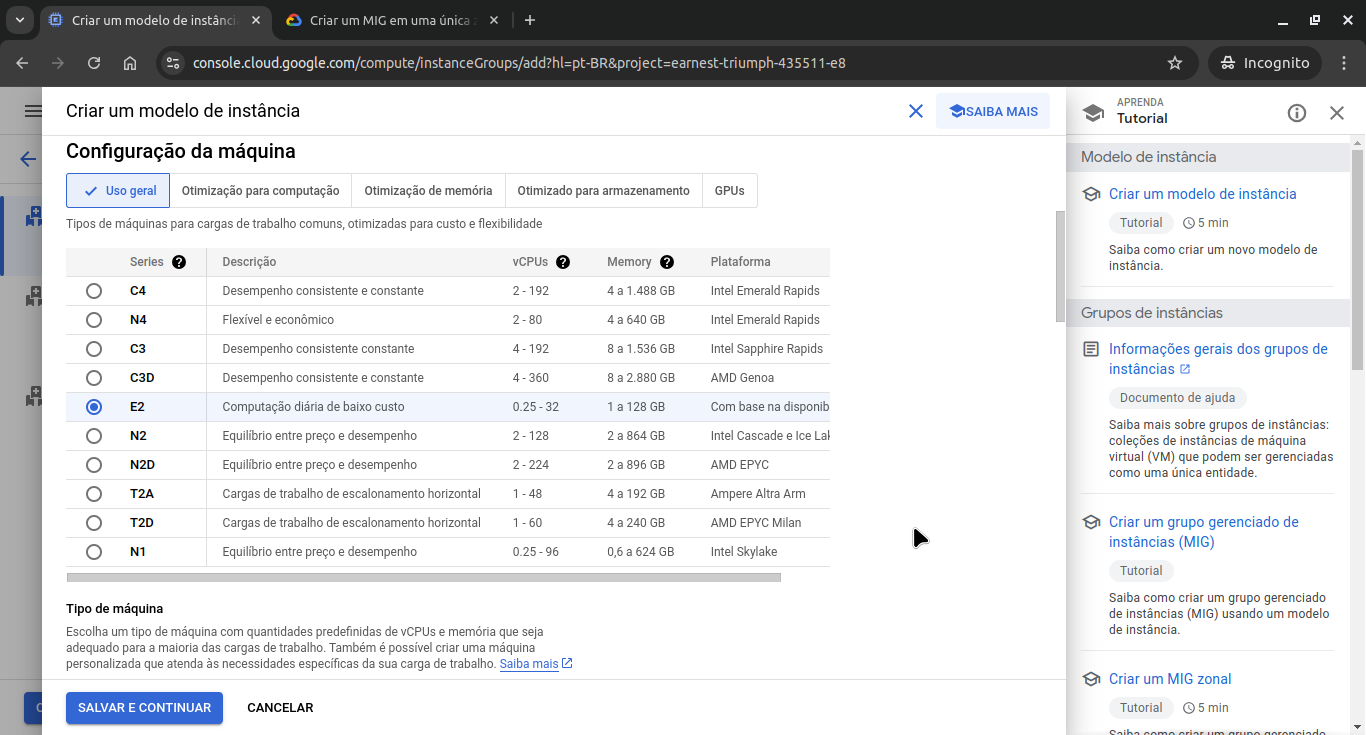 Criar um modelo de instância
Criar um MIG em uma única
console.cloud.google.com/compute/instanceGroups/add?hl=pt-BR&project=earnest-triumph-435511-e8
Incognito
Criar um modelo de instância
SAIBA MAIS
Configuração da máquina
Uso geral
Otimização para computação
Otimização de memória
Otimizado para armazenamento
GPUs
Tipos de máquinas para cargas de trabalho comuns, otimizadas para custo e flexibilidade
Series Descrição vCPUs Memory Plataforma
C4 Desempenho consistente e constante 2 - 192 4 a 1.488 GB Intel Emerald Rapids
N4 Flexível e econômico 2 - 80 4 a 640 GB Intel Emerald Rapids
C3 Desempenho consistente constante 4 - 192 8 a 1.536 GB Intel Sapphire Rapids
C3D Desempenho consistente e constante 4 - 360 8 a 2.880 GB AMD Genoa
E2 Computação diária de baixo custo 0.25 - 32 1 a 128 GB Com base na disponib
N2 Equilíbrio entre preço e desempenho 2 - 128 2 a 864 GB Intel Cascade e Ice Lak
N2D Equilíbrio entre preço e desempenho 2 - 224 2 a 896 GB AMD EPYC
T2A Cargas de trabalho de escalonamento horizontal 1 - 48 4 a 192 GB Ampere Altra Arm
T2D Cargas de trabalho de escalonamento horizontal 1 - 60 4 a 240 GB AMD EPYC Milan
N1 Equilíbrio entre preço e desempenho 0.25 - 96 0,6 a 624 GB Intel Skylake
Tipo de máquina
Escolha um tipo de máquina com quantidades predefinidas de vCPUs e memória que seja
adequado para a maioria das cargas de trabalho. Também é possível criar uma máquina
personalizada que atenda às necessidades específicas da sua carga de trabalho. Saiba mais
SALVAR E CONTINUAR
CANCELAR
APRENDA
Tutorial
Modelo de instância
Criar um modelo de instância
Tutorial
5 min
Saiba como criar um novo modelo de
instância.
Grupos de instâncias
Informações gerais dos grupos de
instâncias
Documento de ajuda
Saiba mais sobre grupos de instâncias:
coleções de instâncias de máquina
virtual (VM) que podem ser gerenciadas
como uma única entidade.
Criar um grupo gerenciado de
instâncias (MIG)
Tutorial
Saiba como criar um grupo gerenciado
de instâncias (MIG) usando um modelo
de instância.
Criar um MIG zonal
Tutorial
5 min
Saiba como criar um grupo gerenciado